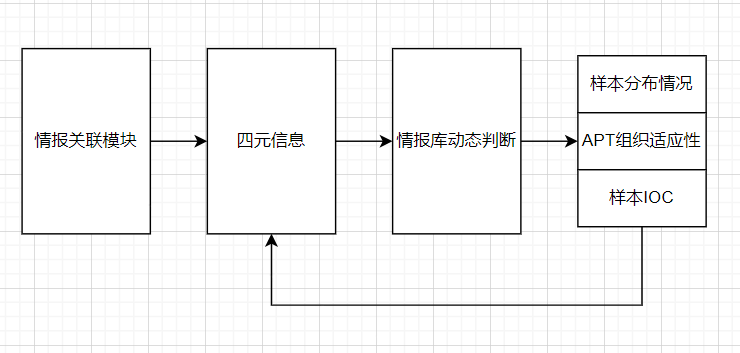 情报关联模块
四元信息
情报库动态判断
样本分布情况
APT组织适应性
样本IOC